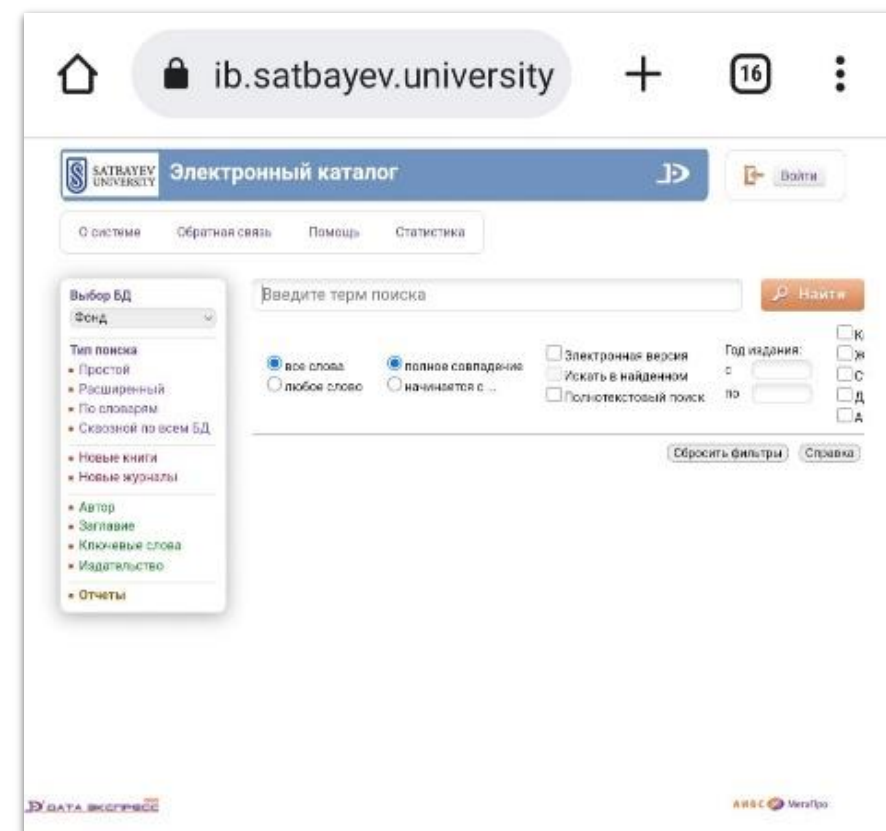 ib.satbayev.university
16
SATBAYEV
UNIVERSITY
Электронный каталог
Войти
О системе
Обратная связь
Помощь
Статистика
Выбор БД
Фонд
Тип поиска
Простой
Расширенный
По словарям
Сквозной по всем БД
Новые книги
Новые журналы
Автор
Заглавие
Ключевые слова
Издательство
Отчеты
Введите терм поиска
Найти
все слова
любое слово
полное совпадение
начинается с ...
Электронная версия
Искать в найденном
Полнотекстовый поиск
Год издания:
с
по
К
Ж
С
Д
А
Сбросить фильтры
Справка
ДАТА ЭКСПРЕСС
АИБС МегаПро